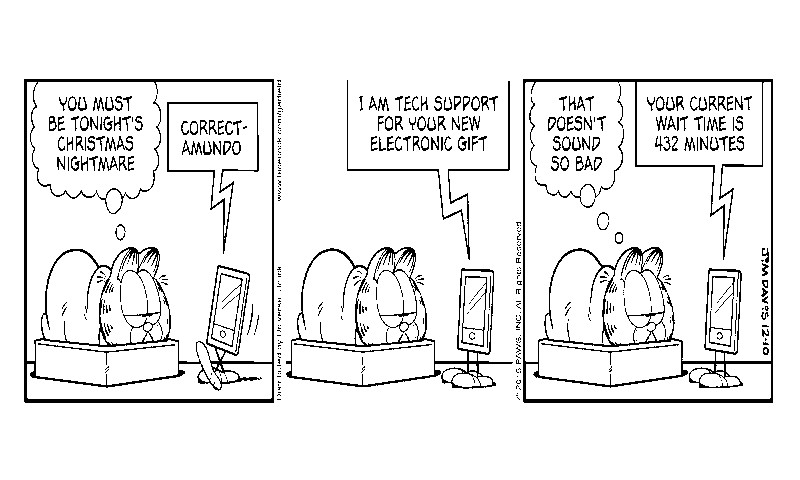 YOU MUST
BE TONIGHT'S
CHRISTMAS
NIGHTMARE
CORRECT-
AMUNDO
I AM TECH SUPPORT
FOR YOUR NEW
ELECTRONIC GIFT
THAT
DOESN'T
SOUND
SO BAD
YOUR CURRENT
WAIT TIME IS
432 MINUTES
JIM DAVIS 12-10